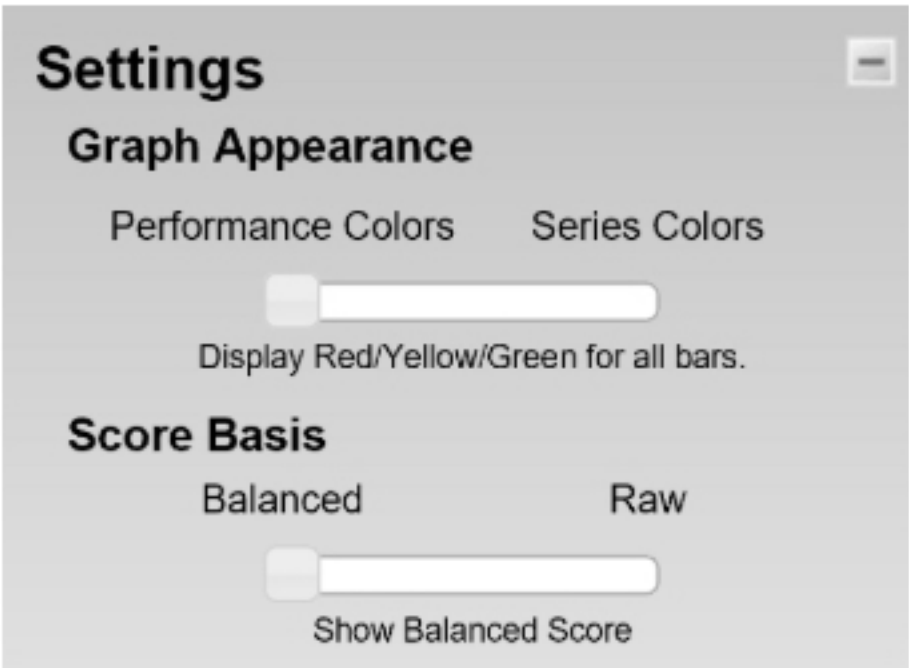 Settings
Graph Appearance
Performance Colors Series Colors
Display Red/Yellow/Green for all bars.
Score Basis
Balanced Raw
Show Balanced Score